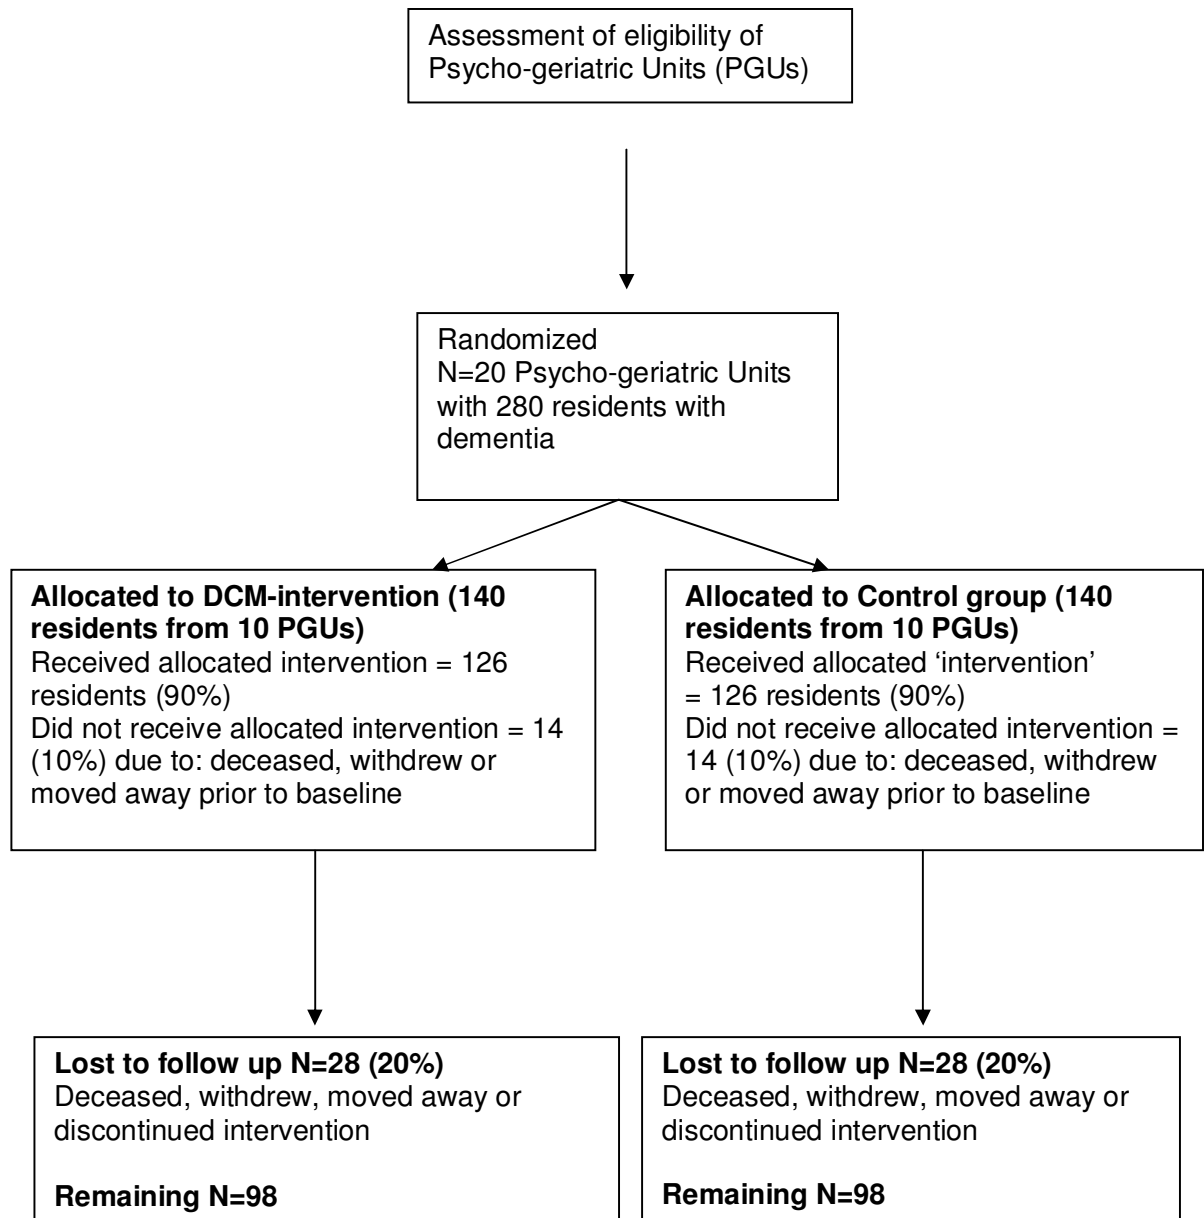 Assessment of eligibility of
Psycho-geriatric Units (PGUs)
Randomized
N=20 Psycho-geriatric Units
with 280 residents with
dementia
Allocated to DCM-intervention (140
residents from 10 PGUs)
Received allocated intervention = 126
residents (90%)
Did not receive allocated intervention = 14
(10%) due to: deceased, withdrew or
moved away prior to baseline
Allocated to Control group (140
residents from 10 PGUs)
Received allocated ‘intervention’
= 126 residents (90%)
Did not receive allocated intervention =
14 (10%) due to: deceased, withdrew
or moved away prior to baseline
Lost to follow up N=28 (20%)
Deceased, withdrew, moved away or
discontinued intervention
Remaining N=98
Lost to follow up N=28 (20%)
Deceased, withdrew, moved away or
discontinued intervention
Remaining N=98